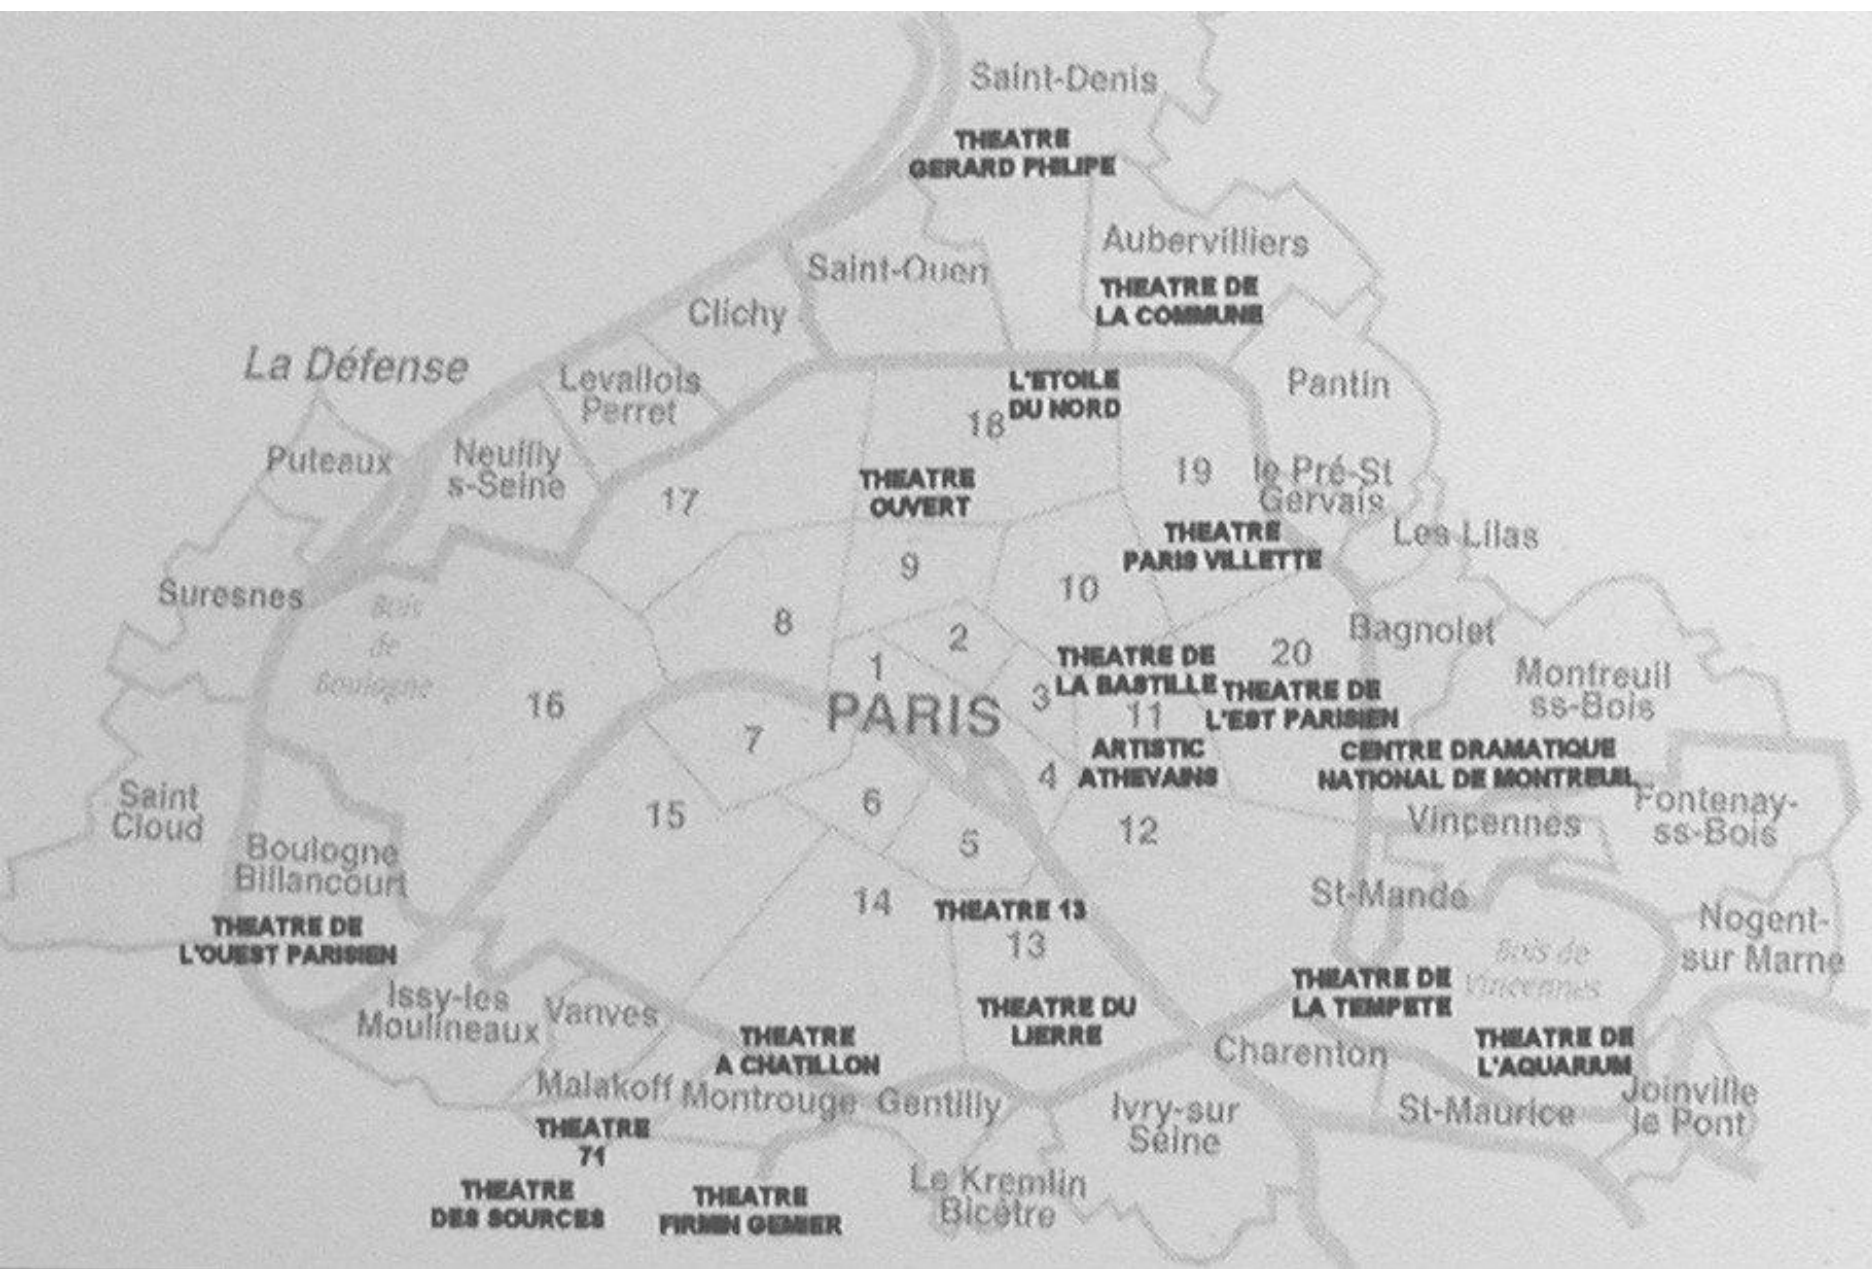 Saint-Denis
THEATRE
GERARD PHILIPE
Aubervilliers
THEATRE DE
LA COMMUNE
Saint-Ouen
Clichy
La Défense
Levallois
Perret
L'ETOILE
DU NORD
18
Pantin
Puteaux
Neuilly
s-Seine
17
THEATRE
OUVERT
19
le Pré-St
Gervais
Les Lilas
THEATRE
PARIS VILLETTE
Suresnes
Bois
de
Boulogne
9
10
8
2
1
Bagnolet
20
THEATRE DE
LA BASTILLE
THEATRE DE
L'EST PARISIEN
Montreuil
ss-Bois
16
PARIS
3
11
7
ARTISTIC
ATHEVAINS
4
CENTRE DRAMATIQUE
NATIONAL DE MONTREUIL
Saint
Cloud
15
6
5
12
Vincennes
Fontenay-
ss-Bois
Boulogne
Billancourt
THEATRE DE
L'OUEST PARISIEN
14
THEATRE 13
13
St-Mandé
Nogent-
sur Marne
Bois de
Vincennes
THEATRE DE
LA TEMPETE
Issy-les
Moulineaux
Vanves
THEATRE
A CHATILLON
THEATRE DU
LIERRE
Charenton
THEATRE DE
L'AQUARIUM
Malakoff
Montrouge
Gentilly
Ivry-sur
Seine
St-Maurice
Joinville
le Pont
THEATRE
71
THEATRE
DES SOURCES
THEATRE
FIRMIN GEMIER
Le Kremlin
Bicêtre